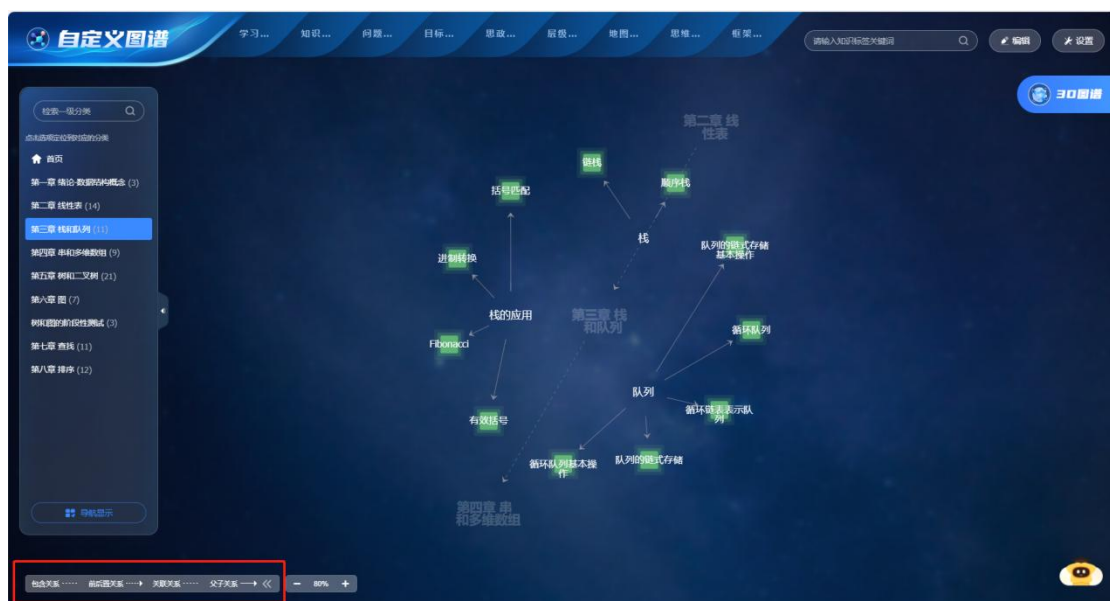 自定义图谱
学习...
知识...
问题...
目标...
思政...
层级...
地图...
思维...
框架...
请输入知识标签关键词
编辑
设置
3D图谱
检索一级分类
点击选项定位到对应的分类
首页
第一章 绪论-数据结构概念 (3)
第二章 线性表 (14)
第三章 栈和队列 (11)
第四章 串和多维数组 (9)
第五章 树和二叉树 (21)
第六章 图 (7)
树和图的阶段性测试 (3)
第七章 查找 (11)
第八章 排序 (12)
导航显示
第二章 线
性表
链栈
顺序栈
括号匹配
栈
队列的链式存储
基本操作
进制转换
栈的应用
第三章 栈
和队列
循环队列
Fibonacci
队列
循环链表表示队
列
有效括号
队列的链式存储
循环队列基本操
作
第四章 串
和多维数组
包含关系
前后置关系
关联关系
父子关系
80%